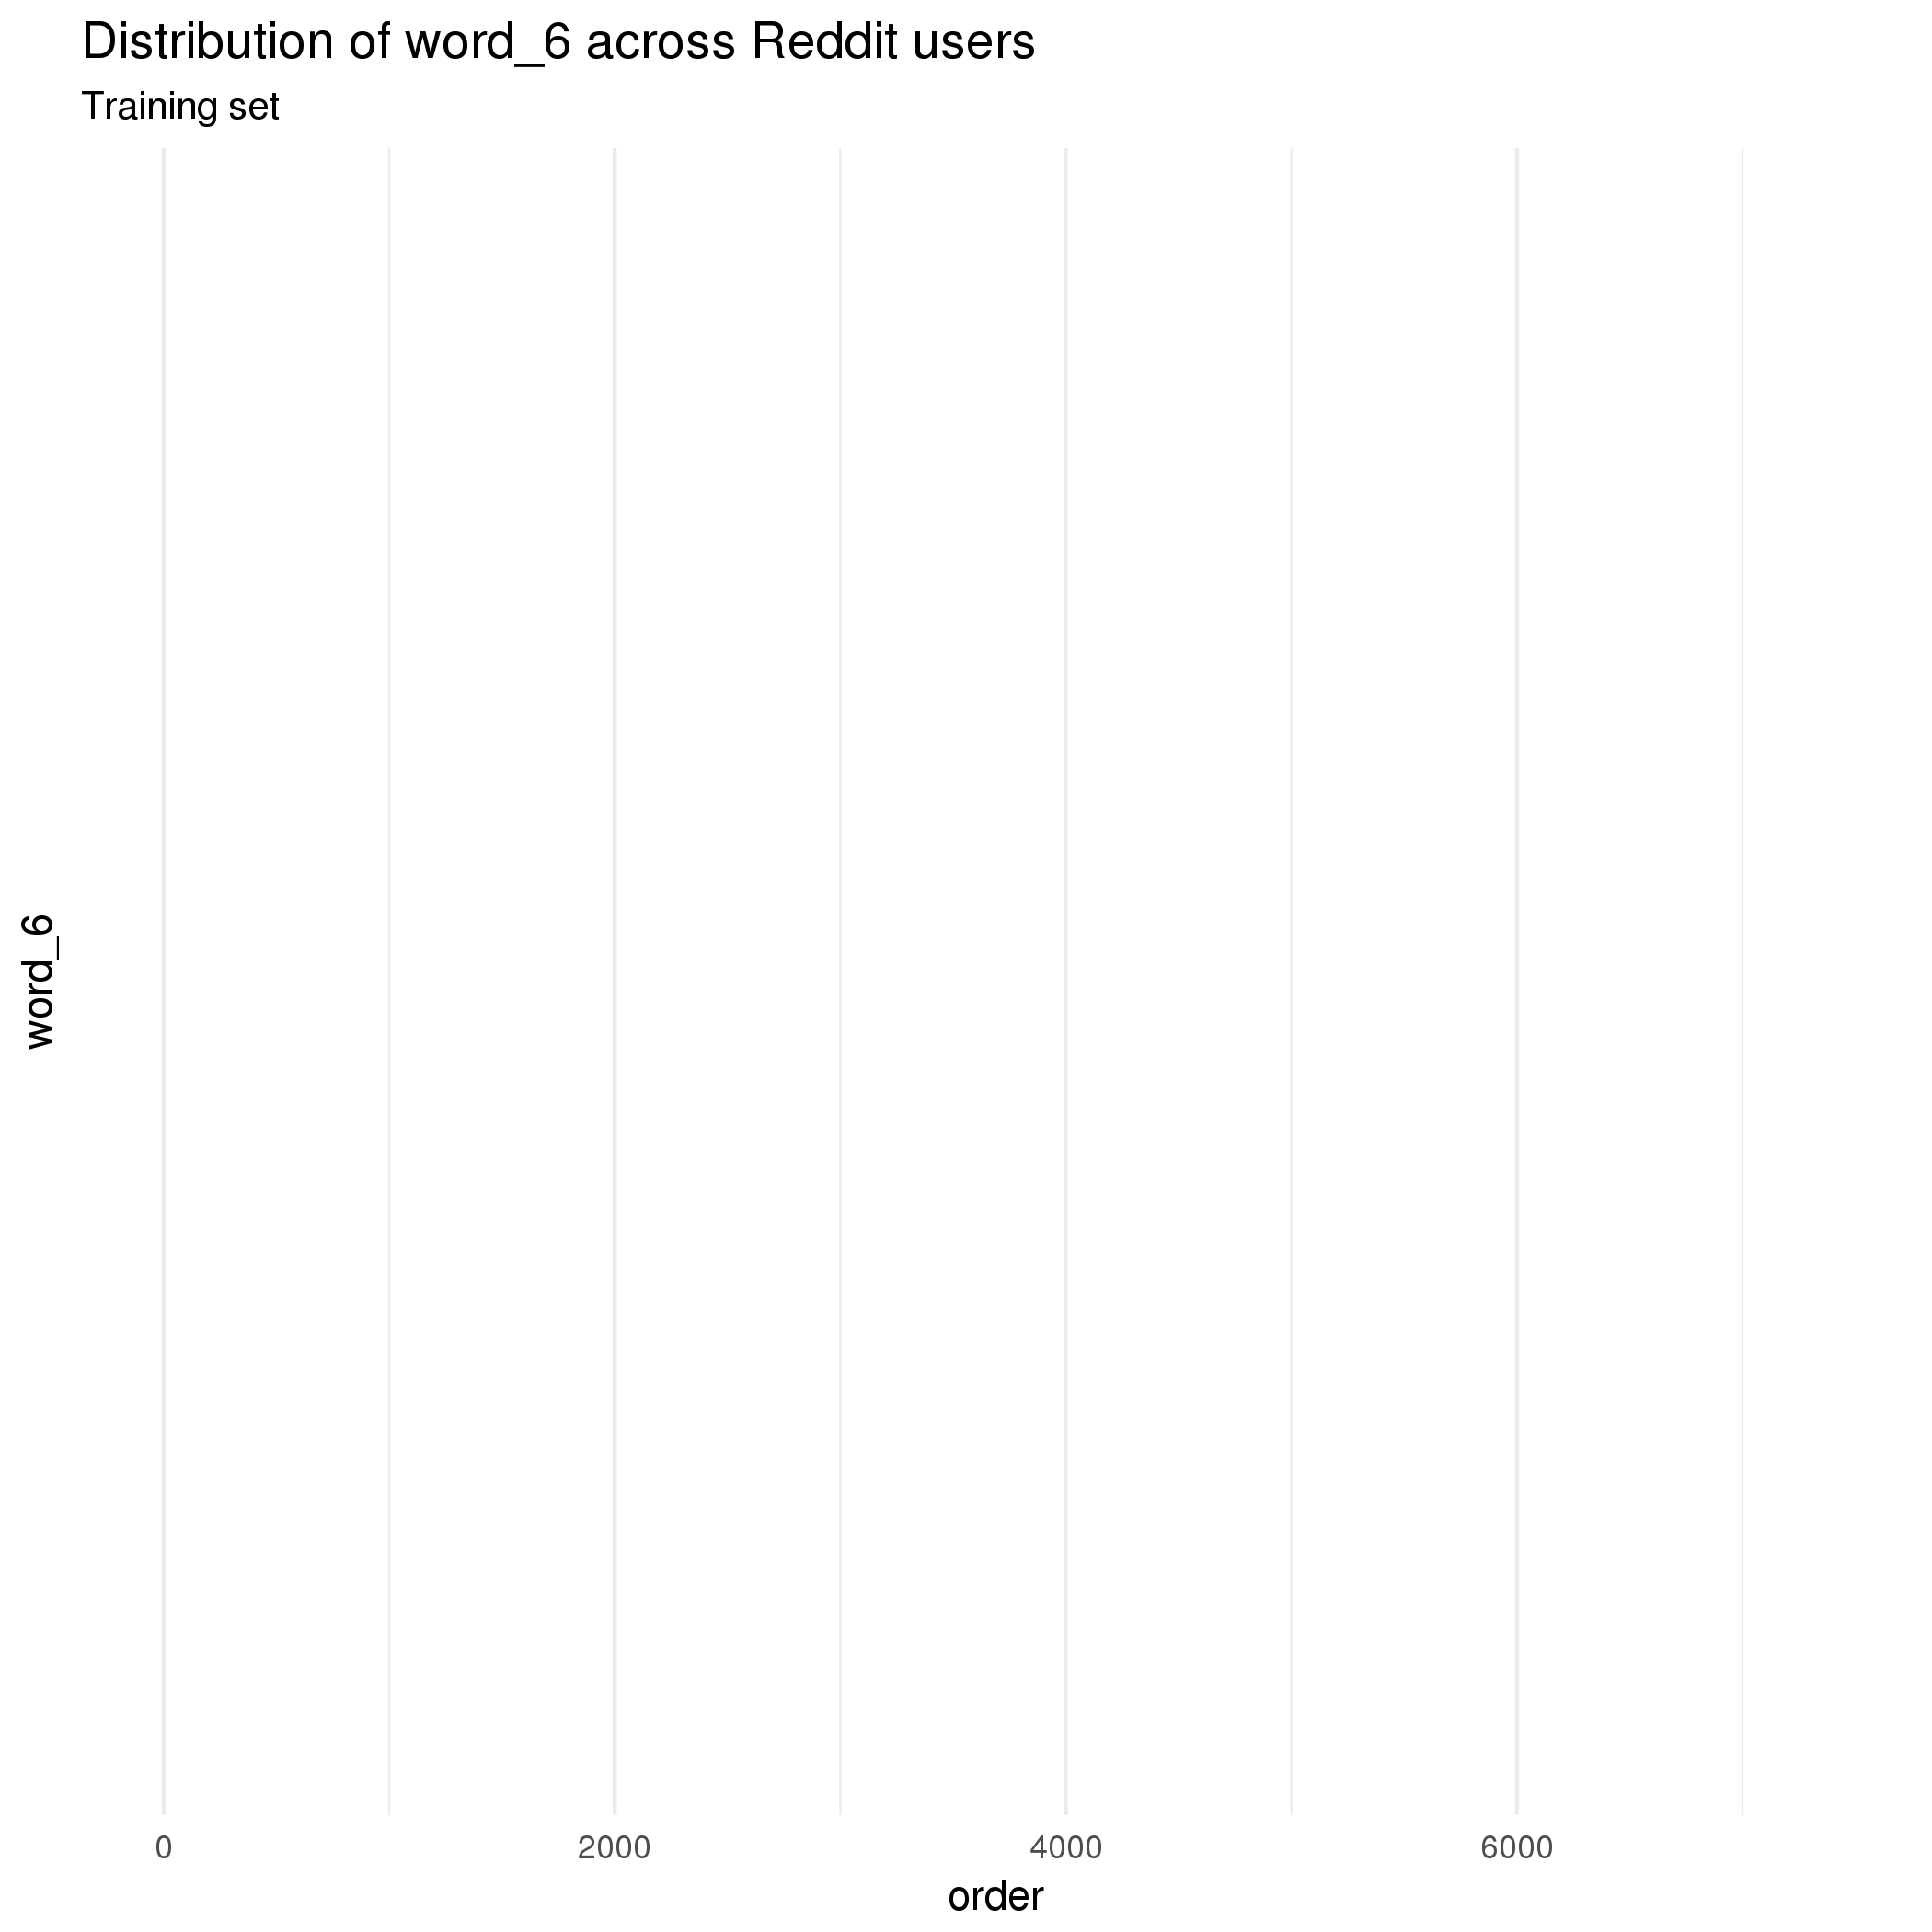 Distribution of word_6 across Reddit users
Training set
word_6
0 2000 4000 6000
order